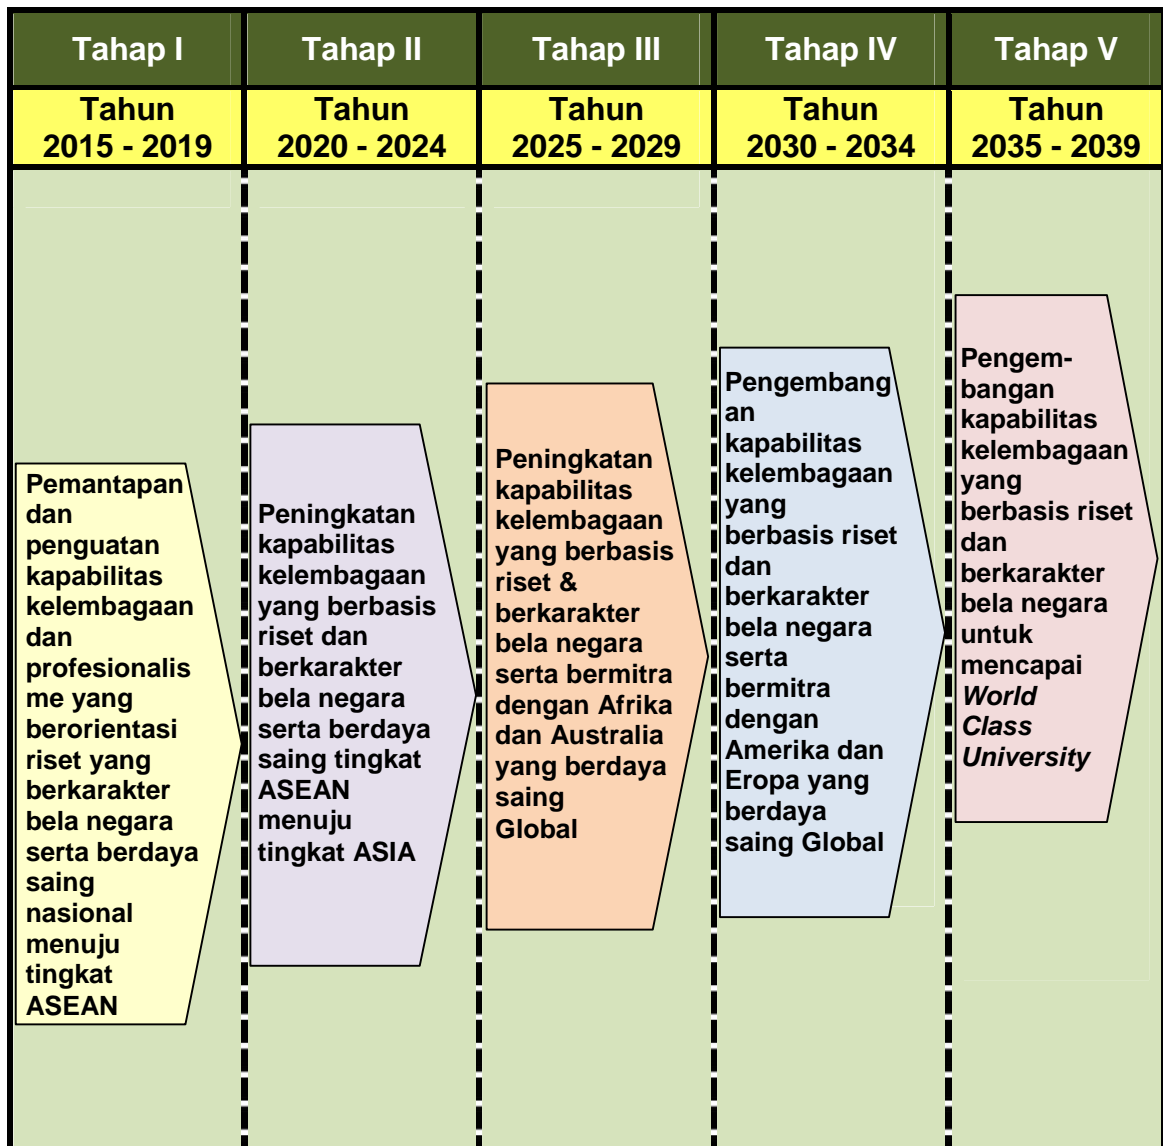 Tahap I
Tahap II
Tahap III
Tahap IV
Tahap V
Tahun
2015 - 2019
Tahun
2020 - 2024
Tahun
2025 - 2029
Tahun
2030 - 2034
Tahun
2035 - 2039
Pemantapan
dan
penguatan
kapabilitas
kelembagaan
dan
profesionalis
me yang
berorientasi
riset yang
berkarakter
bela negara
serta berdaya
saing
nasional
menuju
tingkat
ASEAN
Peningkatan
kapabilitas
kelembagaan
yang berbasis
riset dan
berkarakter
bela negara
serta berdaya
saing tingkat
ASEAN
menuju
tingkat ASIA
Peningkatan
kapabilitas
kelembagaan
yang berbasis
riset &
berkarakter
bela negara
serta bermitra
dengan Afrika
dan Australia
yang berdaya
saing
Global
Pengembang
an
kapabilitas
kelembagaan
yang
berbasis riset
dan
berkarakter
bela negara
serta
bermitra
dengan
Amerika dan
Eropa yang
berdaya
saing Global
Pengem-
bangan
kapabilitas
kelembagaan
yang
berbasis riset
dan
berkarakter
bela negara
untuk
mencapai
World
Class
University